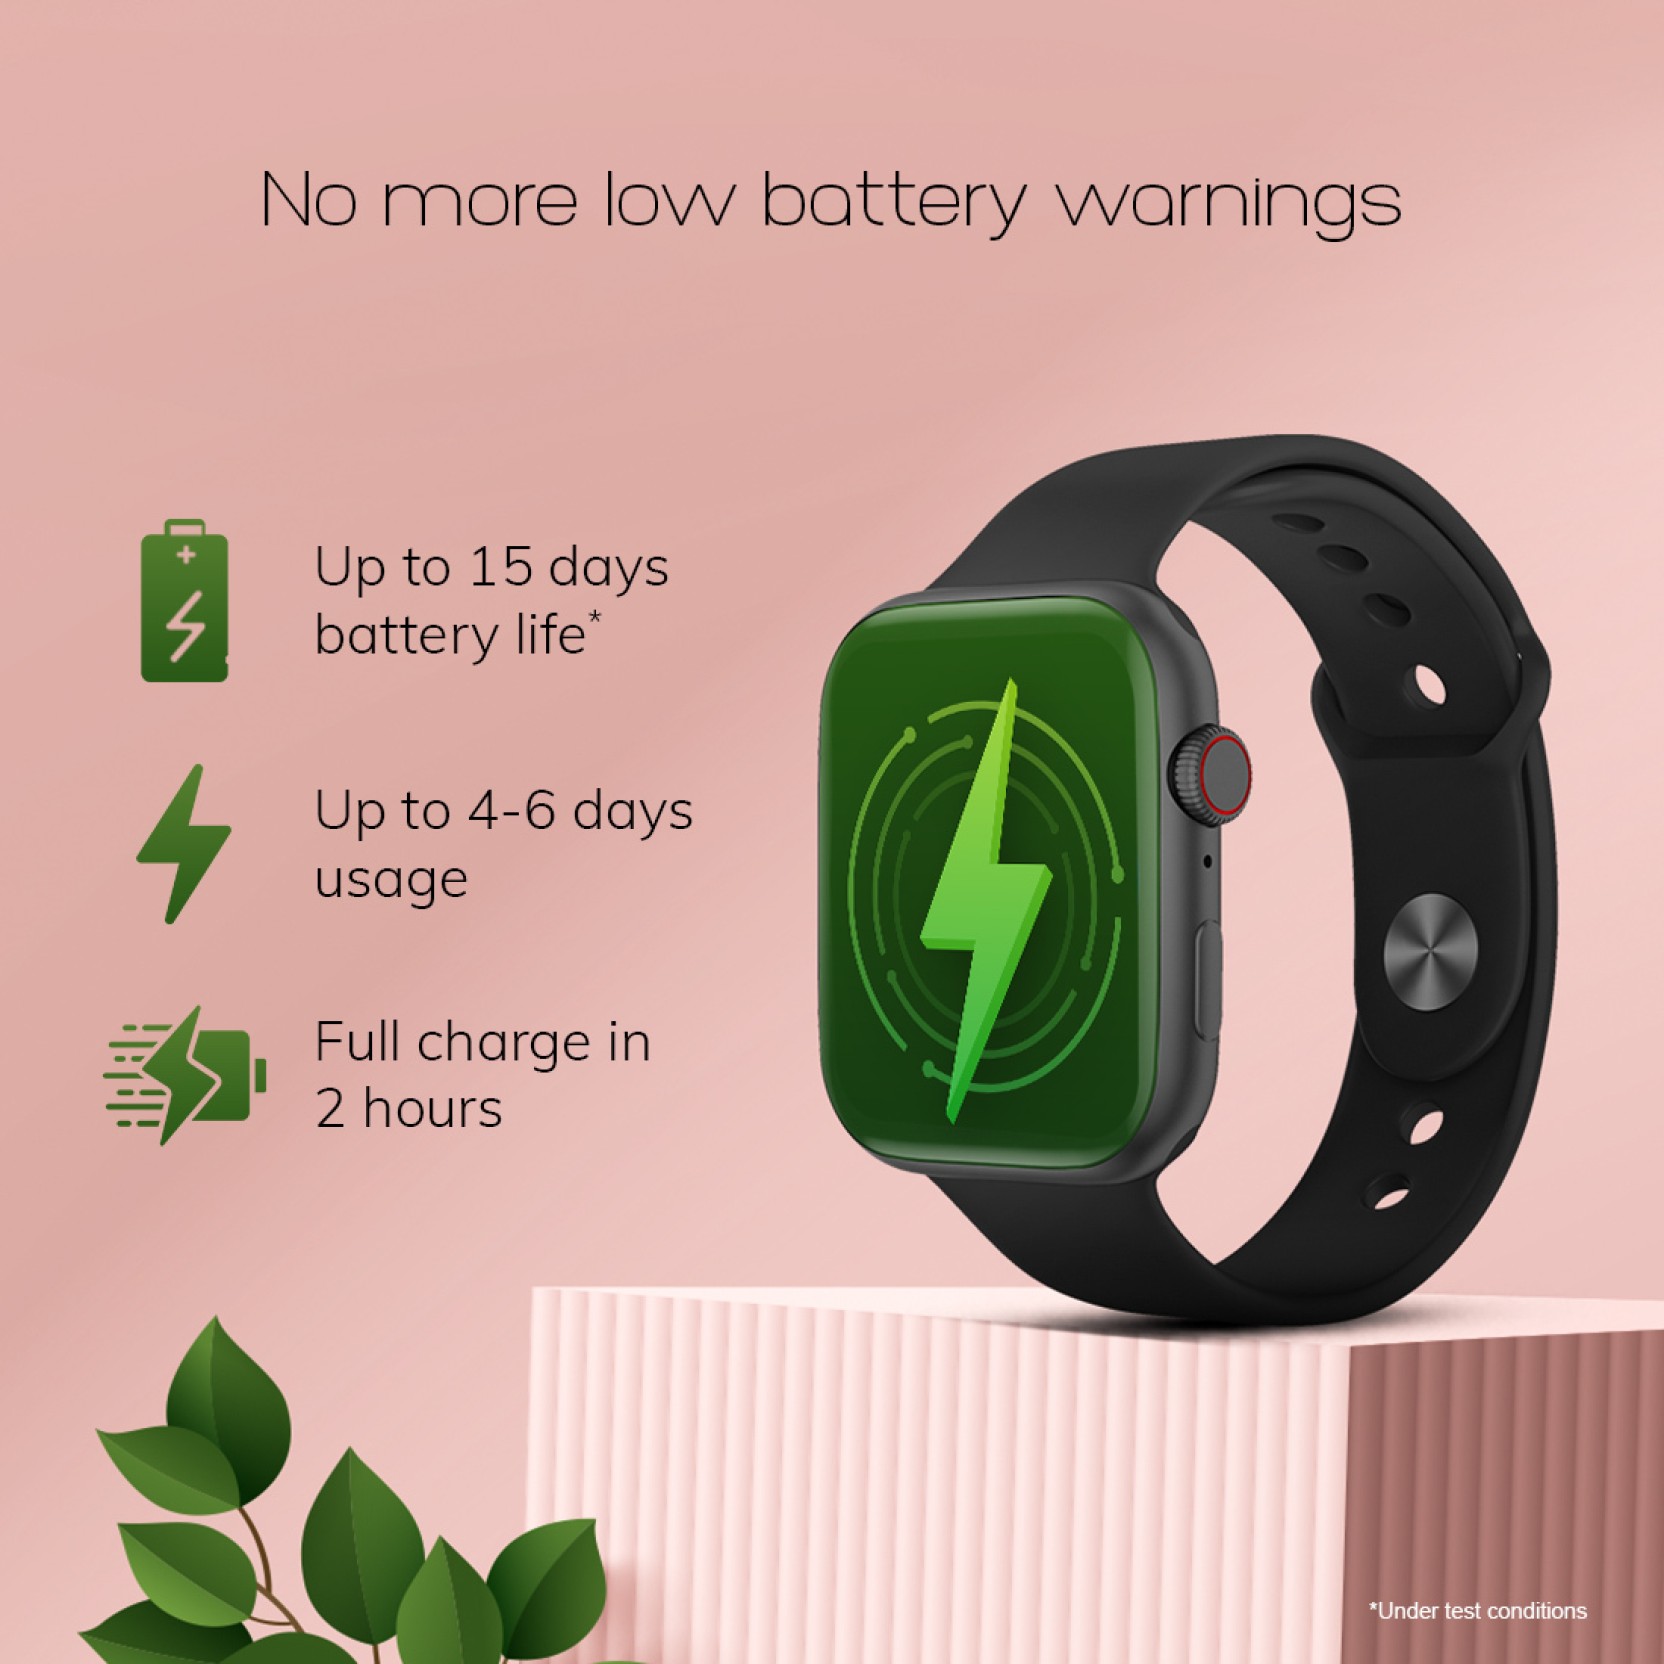 No more low battery warnings
Up to 15 days
battery life*
Up to 4-6 days
usage
Full charge in
2 hours
*Under test conditions